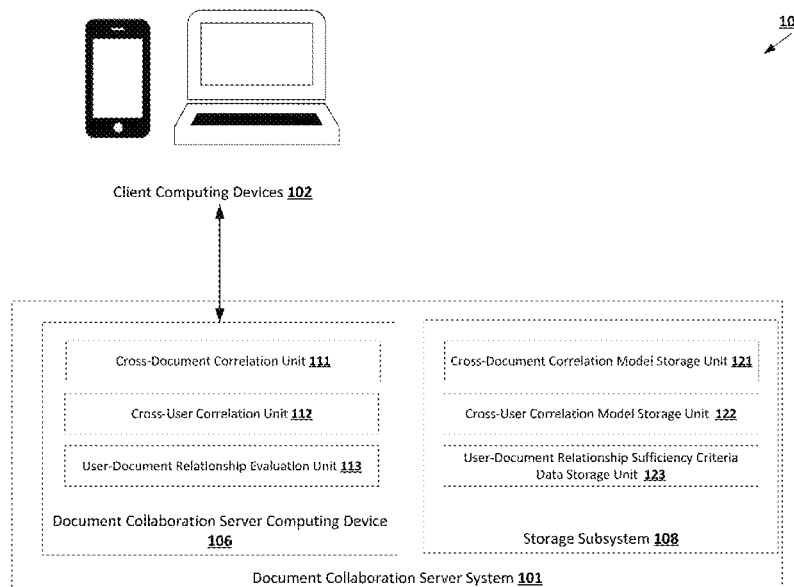 10
Client Computing Devices 102
Cross-Document Correlation Unit 111
Cross-User Correlation Unit 112
User-Document Relationship Evaluation Unit 113
Document Collaboration Server Computing Device
106
Cross-Document Correlation Model Storage Unit 121
Cross-User Correlation Model Storage Unit 122
User-Document Relationship Sufficiency Criteria
Data Storage Unit 123
Storage Subsystem 108
Document Collaboration Server System 101